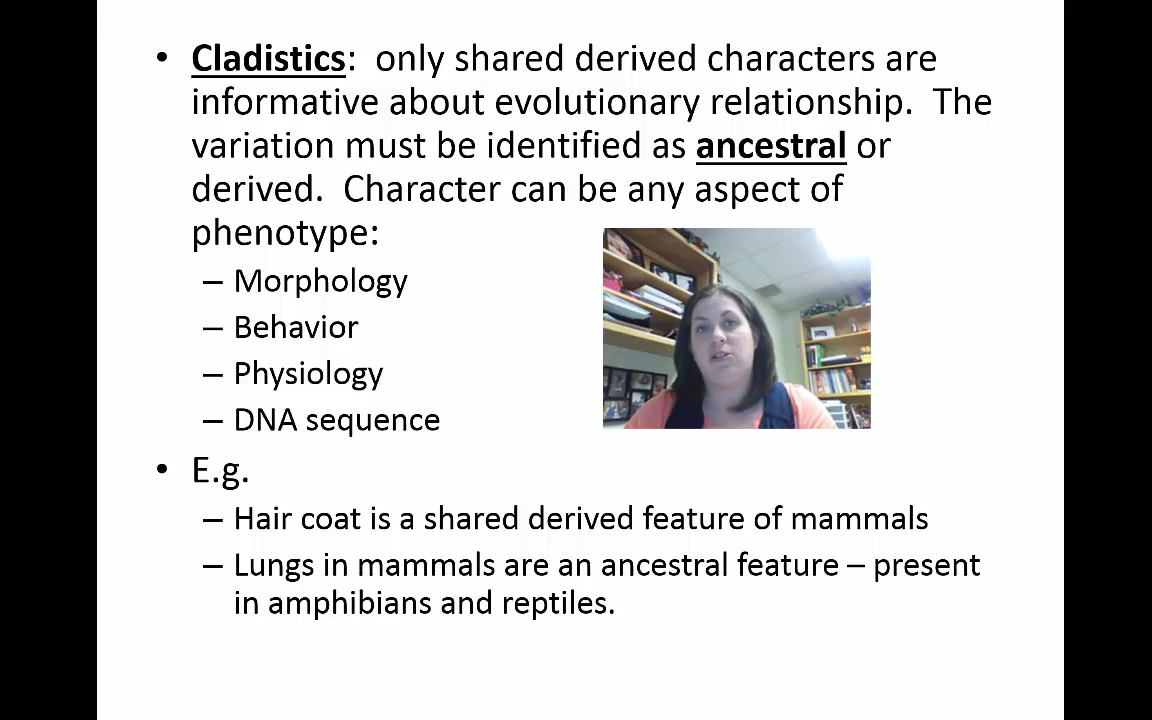 • Cladistics: only shared derived characters are
informative about evolutionary relationship. The
variation must be identified as ancestral or
derived. Character can be any aspect of
phenotype:
– Morphology
– Behavior
– Physiology
– DNA sequence
• E.g.
– Hair coat is a shared derived feature of mammals
– Lungs in mammals are an ancestral feature – present
in amphibians and reptiles.